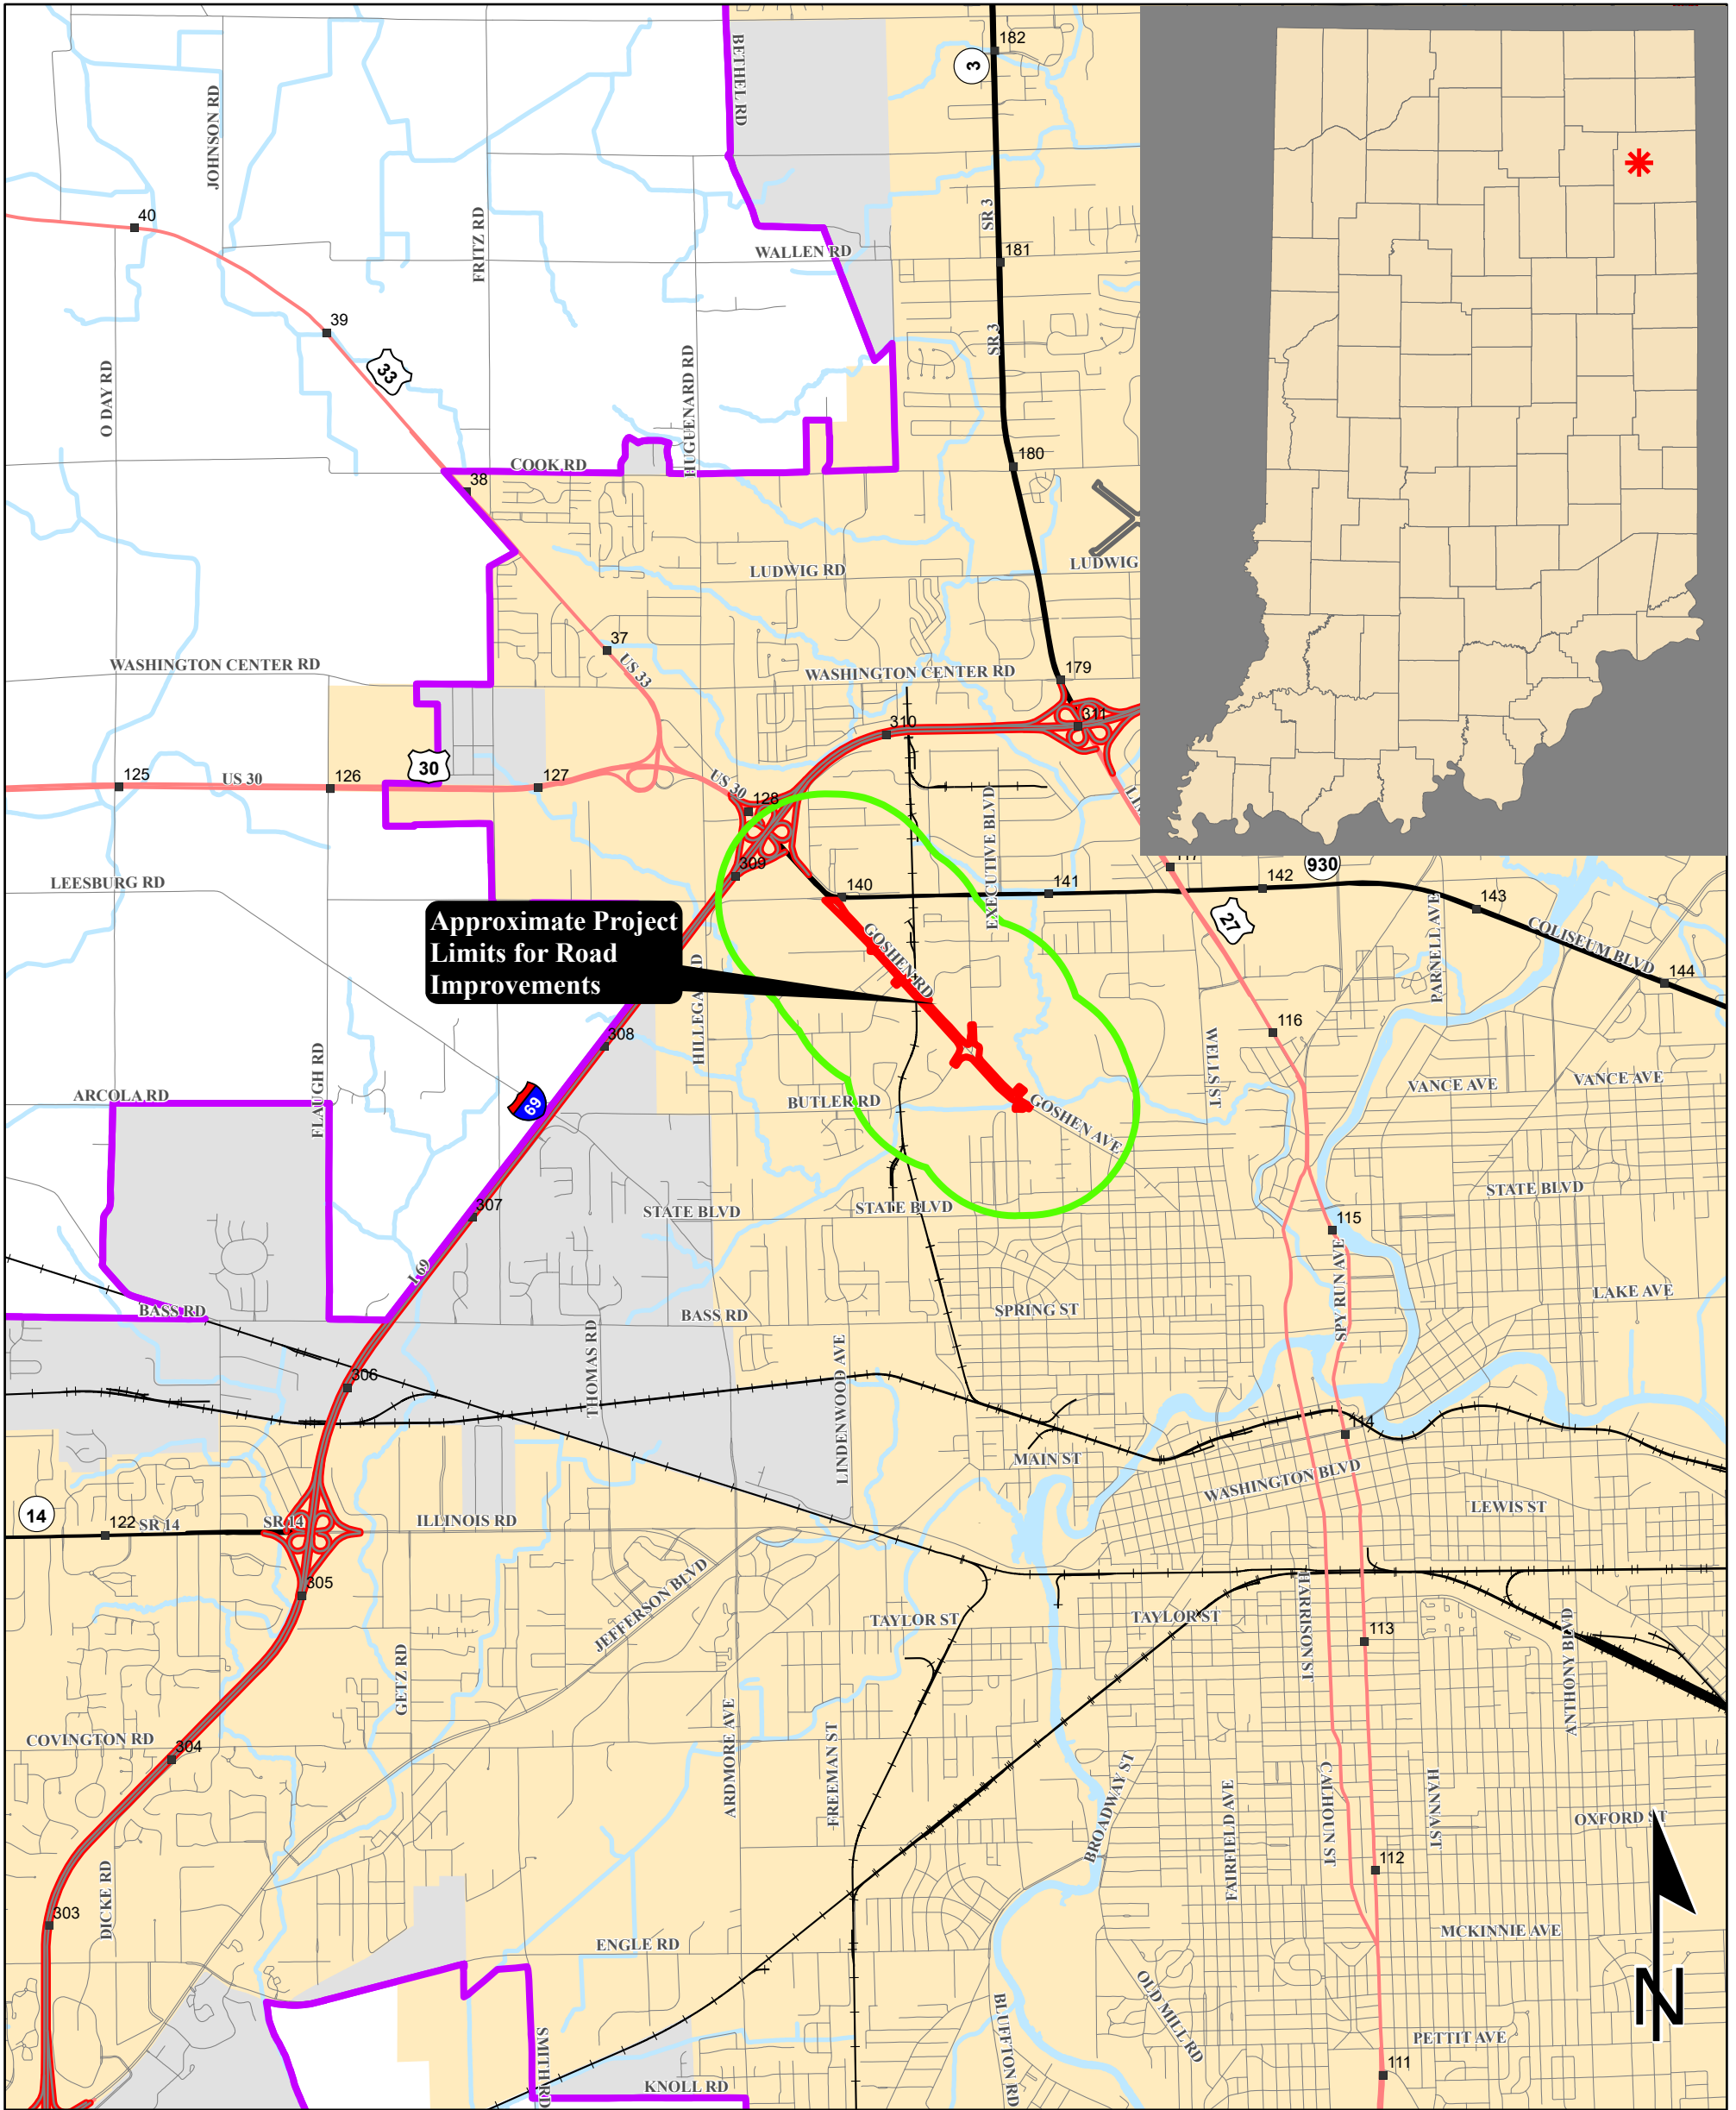 BETHEL RD
182
3
JOHNSON RD
40
SR 3
FRITZ RD
WALLEN RD
181
39
SR 3
33
O DAY RD
HUGUENARD RD
COOK RD
180
38
LUDWIG RD
LUDWIG
37
US 33
WASHINGTON CENTER RD
WASHINGTON CENTER RD
179
310
311
30
125
US 30
126
127
US 30
128
EXECUTIVE BLVD
309
117
930
LEESBURG RD
140
141
142
143
Approximate Project
Limits for Road
Improvements
GOSHEN RD
27
PARNELL AVE
COLISEUM BLVD
144
308
116
WELLS ST
FLAUGH RD
VANCE AVE
VANCE AVE
ARCOLA RD
69
BUTLER RD
GOSHEN AVE
STATE BLVD
307
STATE BLVD
STATE BLVD
115
I 69
SPY RUN AVE
LAKE AVE
BASS RD
BASS RD
SPRING ST
THOMAS RD
LINDENWOOD AVE
306
MAIN ST
WASHINGTON BLVD
LEWIS ST
14
122
SR 14
SR 14
ILLINOIS RD
305
JEFFERSON BLVD
HARRISON ST
TAYLOR ST
TAYLOR ST
113
ANTHONY BLVD
GETZ RD
ARDMORE AVE
FREEMAN ST
COVINGTON RD
304
BROADWAY ST
FAIRFIELD AVE
CALHOUN ST
HANNA ST
OXFORD ST
112
303
DICKE RD
ENGLE RD
MCKINNIE AVE
OLD MILL RD
N
BLUFFTON RD
PETTIT AVE
SMITH RD
KNOLL RD
111